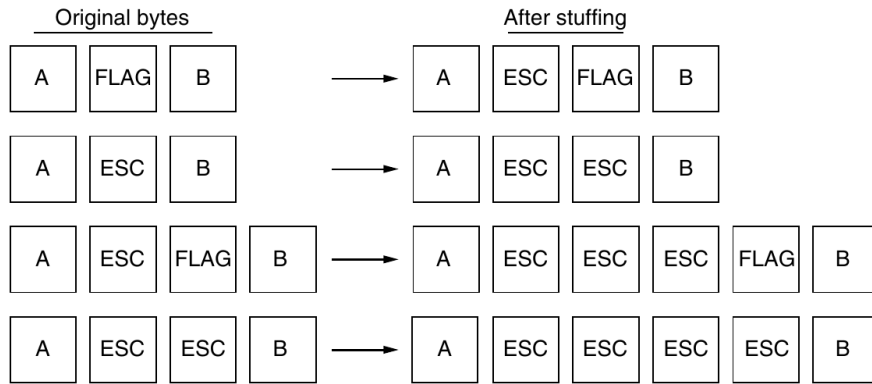 Original bytes After stuffing
A FLAG B A ESC FLAG B
A ESC B A ESC ESC B
A ESC FLAG B A ESC ESC ESC FLAG B
A ESC ESC B A ESC ESC ESC ESC B